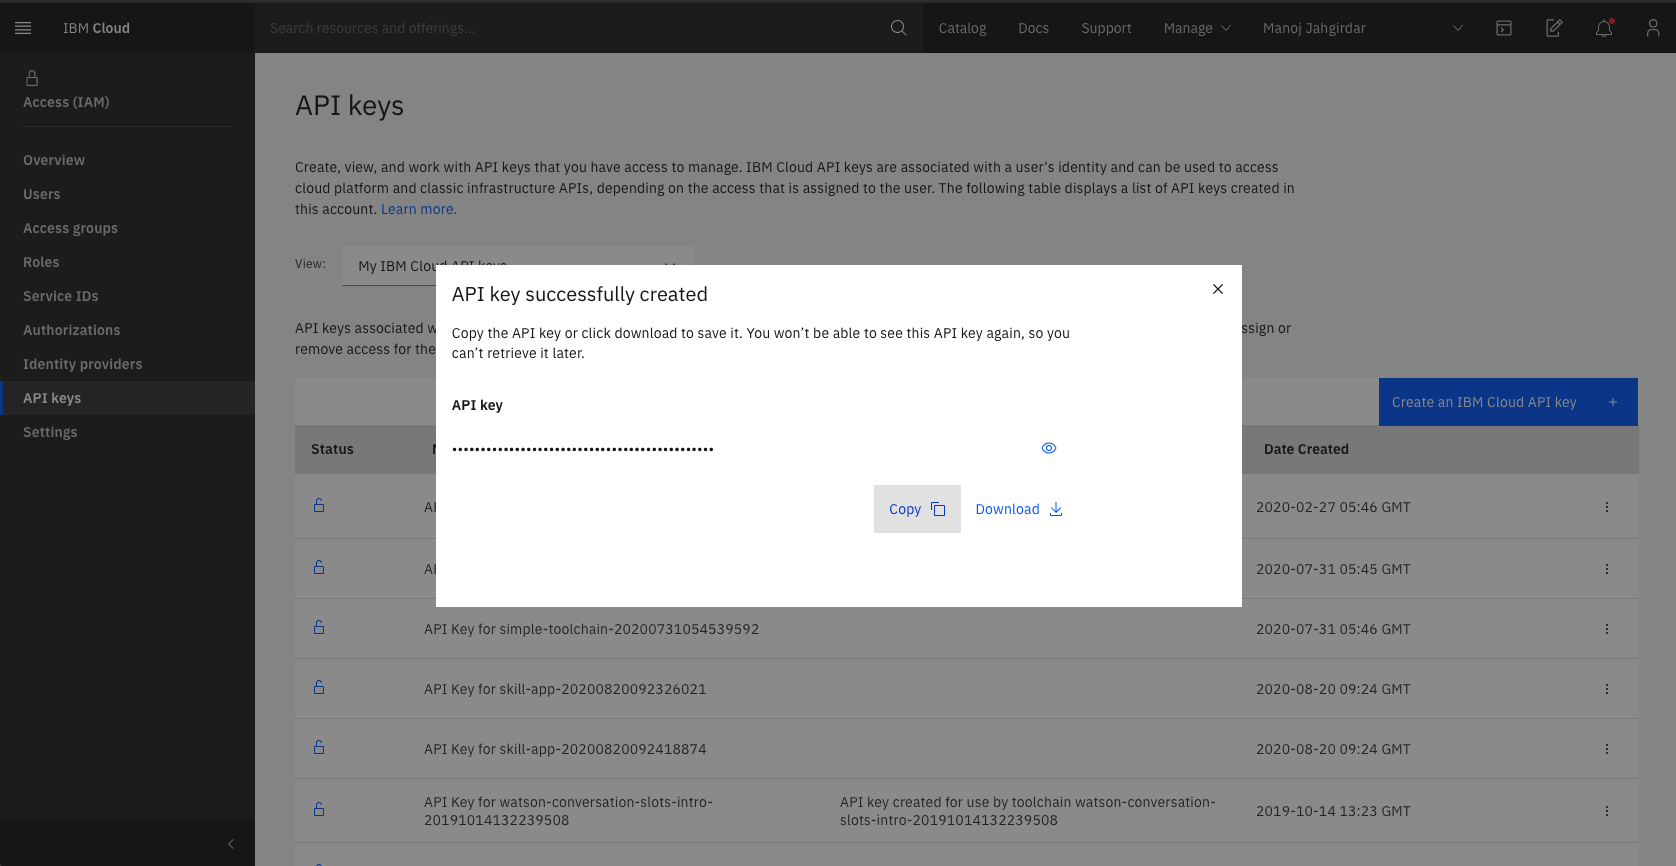 IBM Cloud
Search resources and offerings...
Catalog
Docs
Support
Manage
Manoj Jahgirdar
Access (IAM)
Overview
Users
Access groups
Roles
Service IDs
Authorizations
Identity providers
API keys
Settings
API keys
Create, view, and work with API keys that you have access to manage. IBM Cloud API keys are associated with a user's identity and can be used to access
cloud platform and classic infrastructure APIs, depending on the access that is assigned to the user. The following table displays a list of API keys created in
this account. Learn more.
View:
My IBM Cloud API keys
API keys associated
remove access for the
or
API key successfully created
Copy the API key or click download to save it. You won’t be able to see this API key again, so you
can’t retrieve it later.
API key
••••••••••••••••••••••••••••••••••••••••••••
Copy
Download
Create an IBM Cloud API key +
Status
Date Created
2020-02-27 05:46 GMT
2020-07-31 05:45 GMT
API Key for simple-toolchain-20200731054539592
2020-07-31 05:46 GMT
API Key for skill-app-20200820092326021
2020-08-20 09:24 GMT
API Key for skill-app-20200820092418874
2020-08-20 09:24 GMT
API Key for watson-conversation-slots-intro-
20191014132239508
API key created for use by toolchain watson-conversation-
slots-intro-20191014132239508
2019-10-14 13:23 GMT